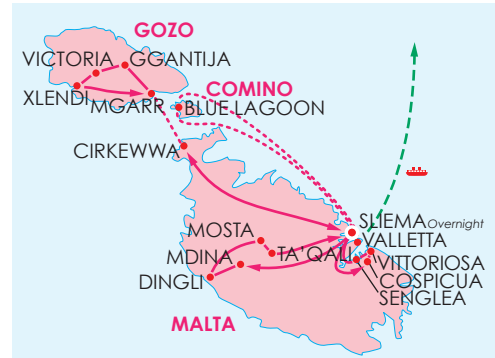 GOZO
VICTORIA
GGANTIJA
COMINO
XLENDI
MGARR
BLUE LAGOON
CIRKEWWA
SLIEMA Overnight
MOSTA
VALLETTA
MDINA
TA'QALI
VITTORIOSA
DINGLI
COSPICUA
SENGLEA
MALTA